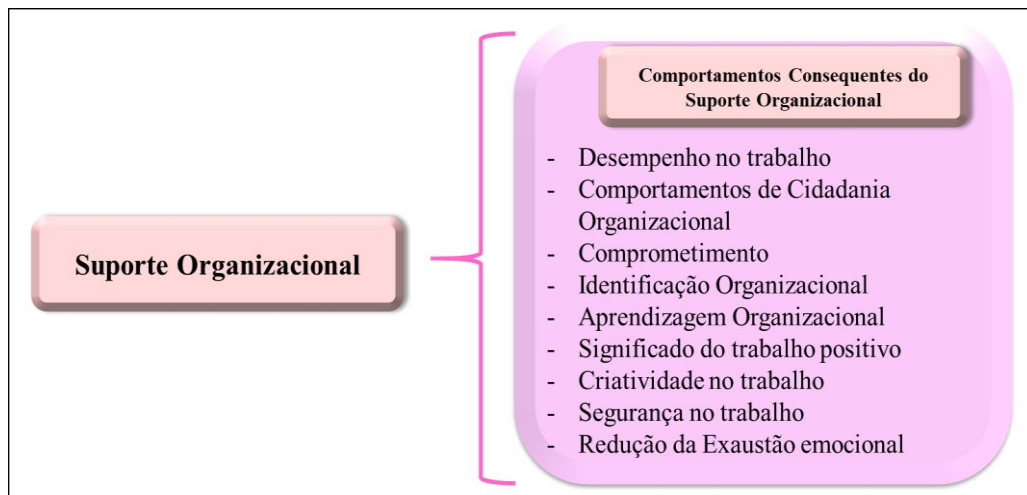 Suporte Organizacional
Comportamentos Consequentes do
Suporte Organizacional
- Desempenho no trabalho
- Comportamentos de Cidadania
Organizacional
- Comprometimento
- Identificação Organizacional
- Aprendizagem Organizacional
- Significado do trabalho positivo
- Criatividade no trabalho
- Segurança no trabalho
- Redução da Exaustão emocional